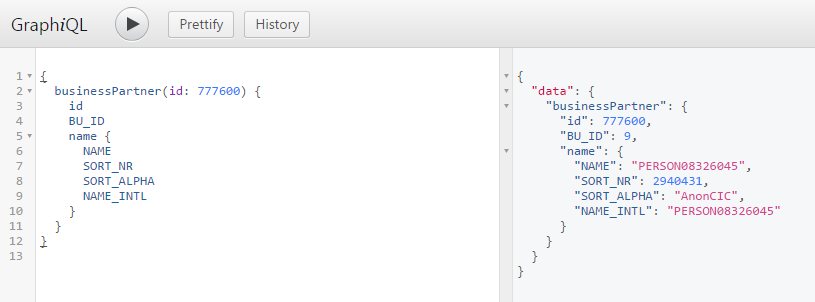 GraphiQL Prettify History
1 {
2 businessPartner(id: 777600) {
3 id
4 BU_ID
5 name {
6 NAME
7 SORT_NR
8 SORT_ALPHA
9 NAME_INTL
10 }
11 }
12 }
13
{
"data": {
"businessPartner": {
"id": 777600,
"BU_ID": 9,
"name": {
"NAME": "PERSON08326045",
"SORT_NR": 2940431,
"SORT_ALPHA": "AnonCIC",
"NAME_INTL": "PERSON08326045"
}
}
}
}